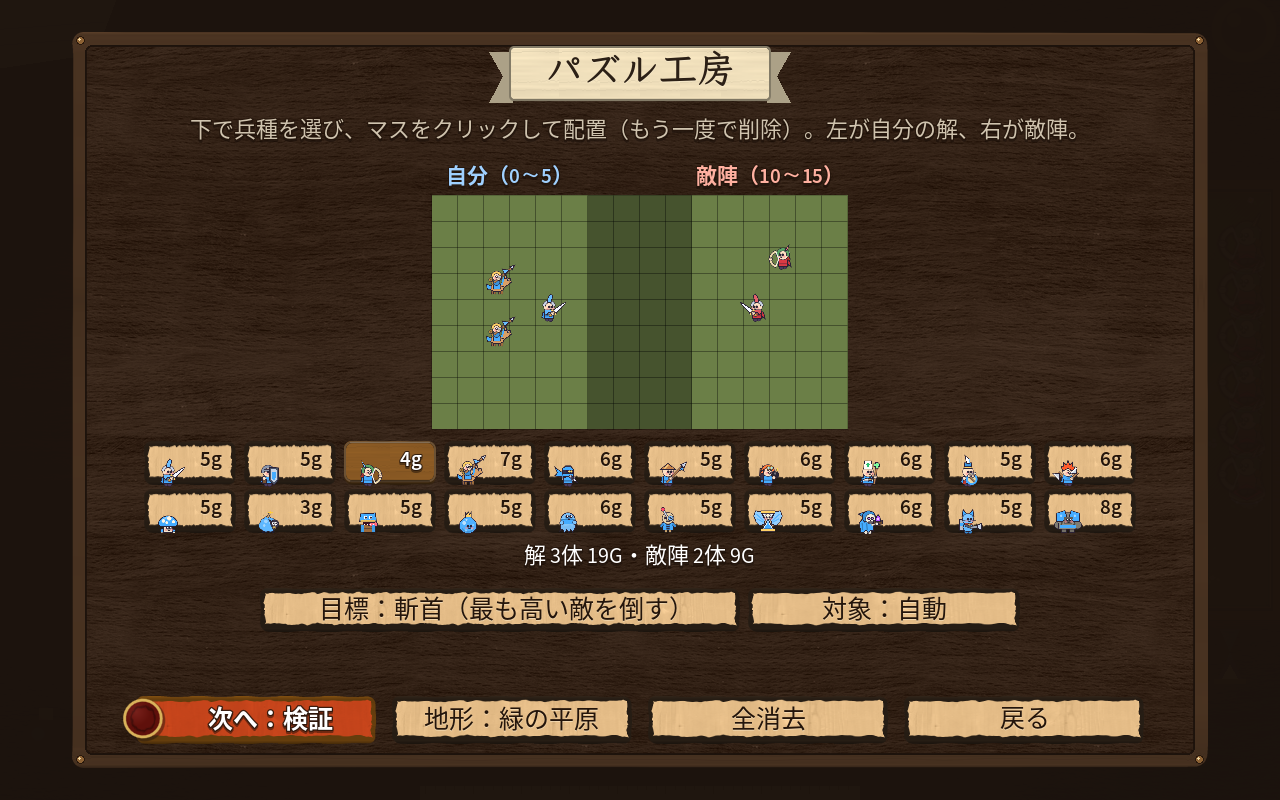 パズル工房
下で兵種を選び、マスをクリックして配置（もう一度で削除）。左が自分の解、右が敵陣。
自分（0～5） 敵陣（10～15）
5g 5g 4g 7g 6g 5g 6g 6g 5g 6g
5g 3g 5g 5g 6g 5g 5g 6g 5g 8g
解 3体 19G・敵陣 2体 9G
目標：斬首（最も高い敵を倒す） 対象：自動
次へ：検証 地形：緑の平原 全消去 戻る